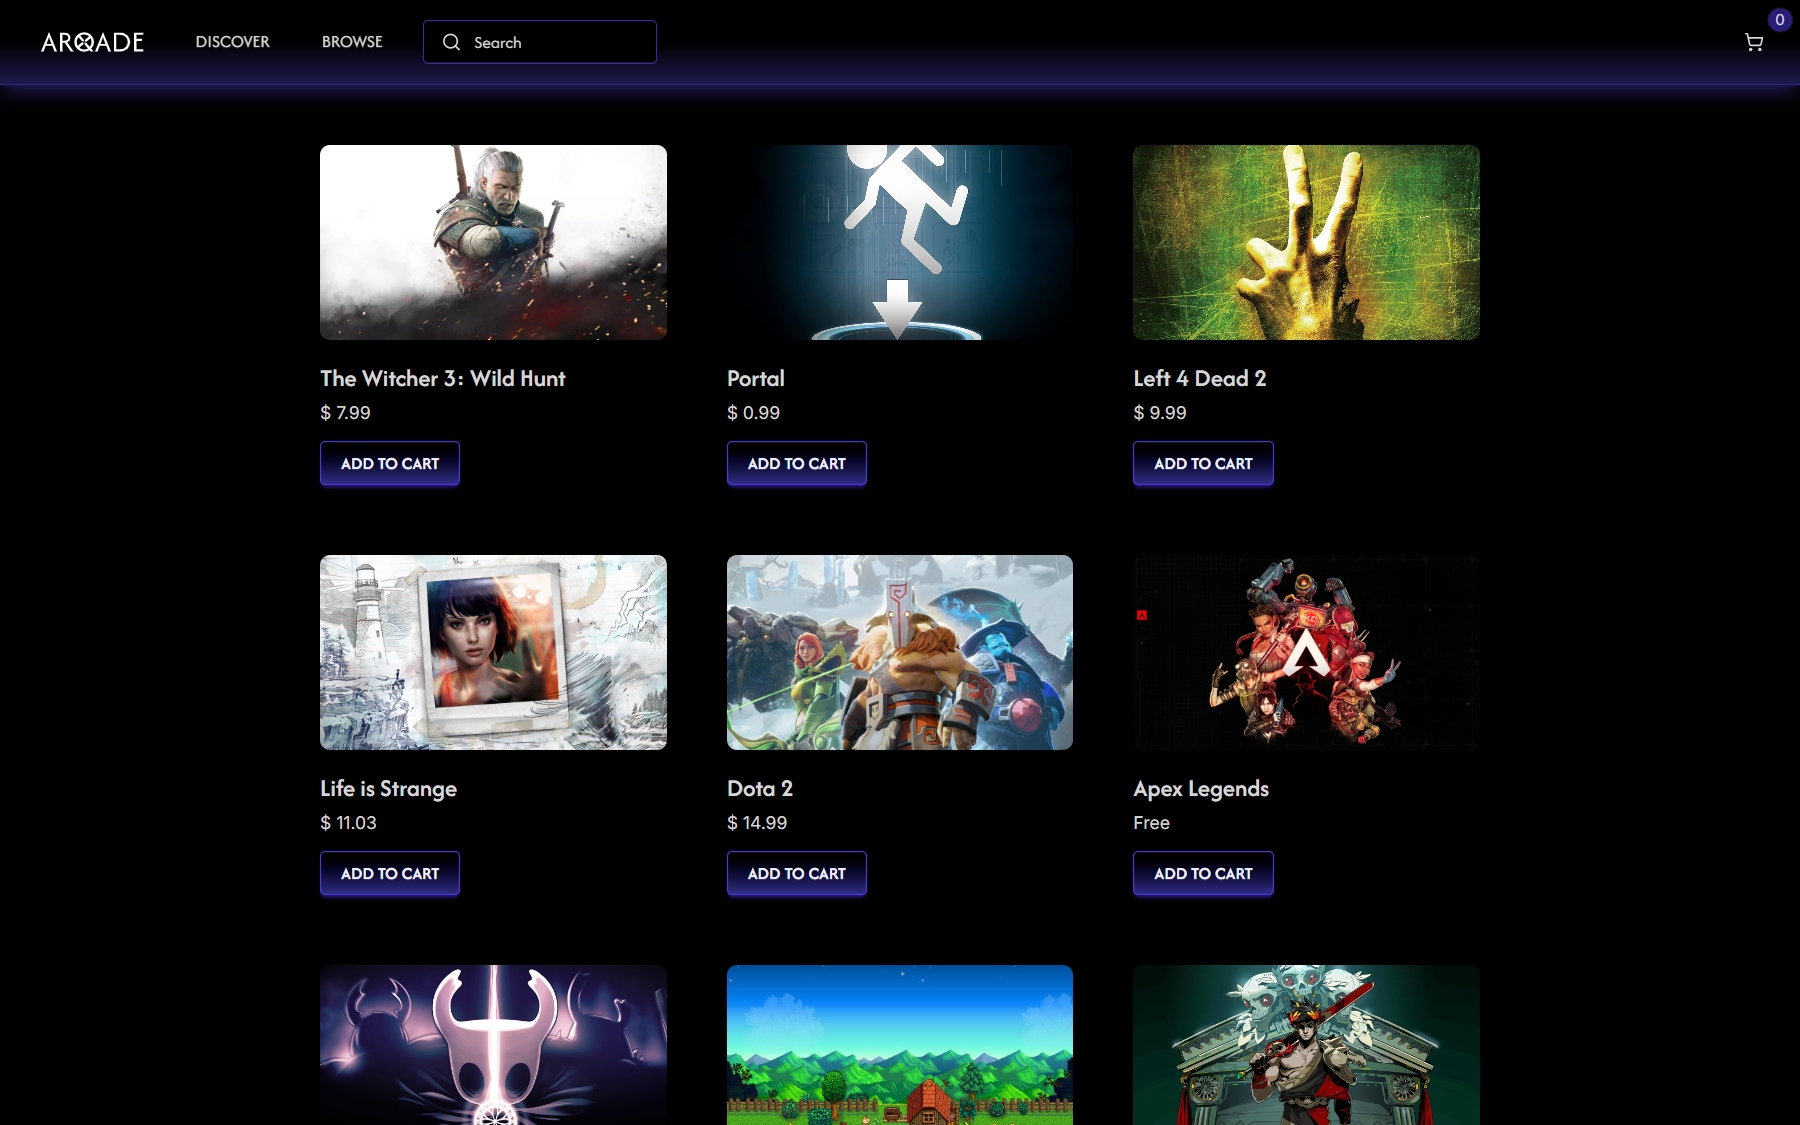 ARCADE
DISCOVER
BROWSE
Search
0
The Witcher 3: Wild Hunt
$ 7.99
ADD TO CART
Portal
$ 0.99
ADD TO CART
Left 4 Dead 2
$ 9.99
ADD TO CART
Life is Strange
$ 11.03
ADD TO CART
Dota 2
$ 14.99
ADD TO CART
Apex Legends
Free
ADD TO CART